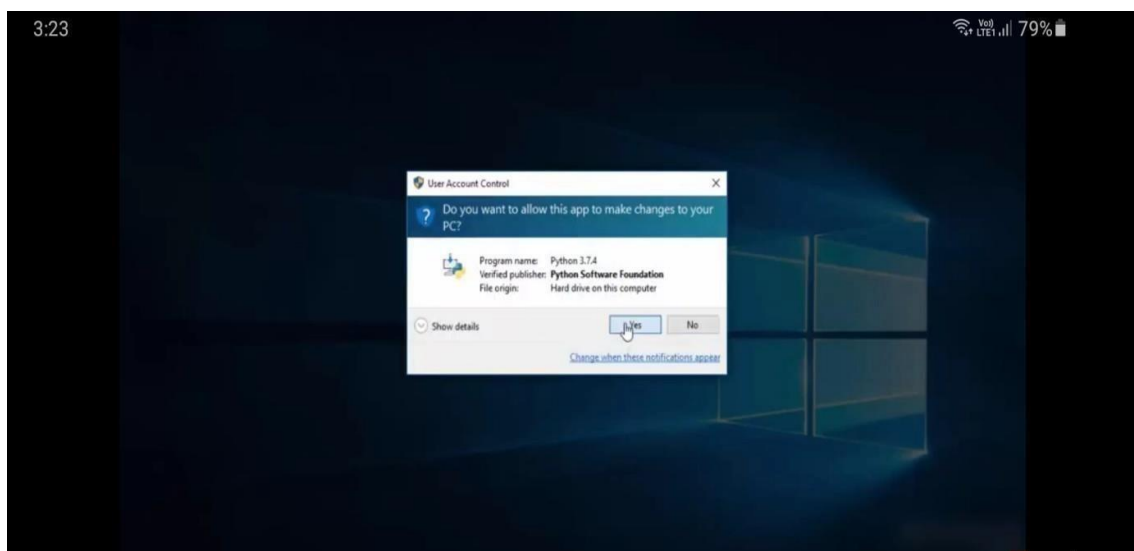 3:23
Vo) LTE1 79%
User Account Control
Do you want to allow this app to make changes to your
PC?
Program name: Python 3.7.4
Verified publisher: Python Software Foundation
File origin: Hard drive on this computer
Show details
Yes No
Change when these notifications appear